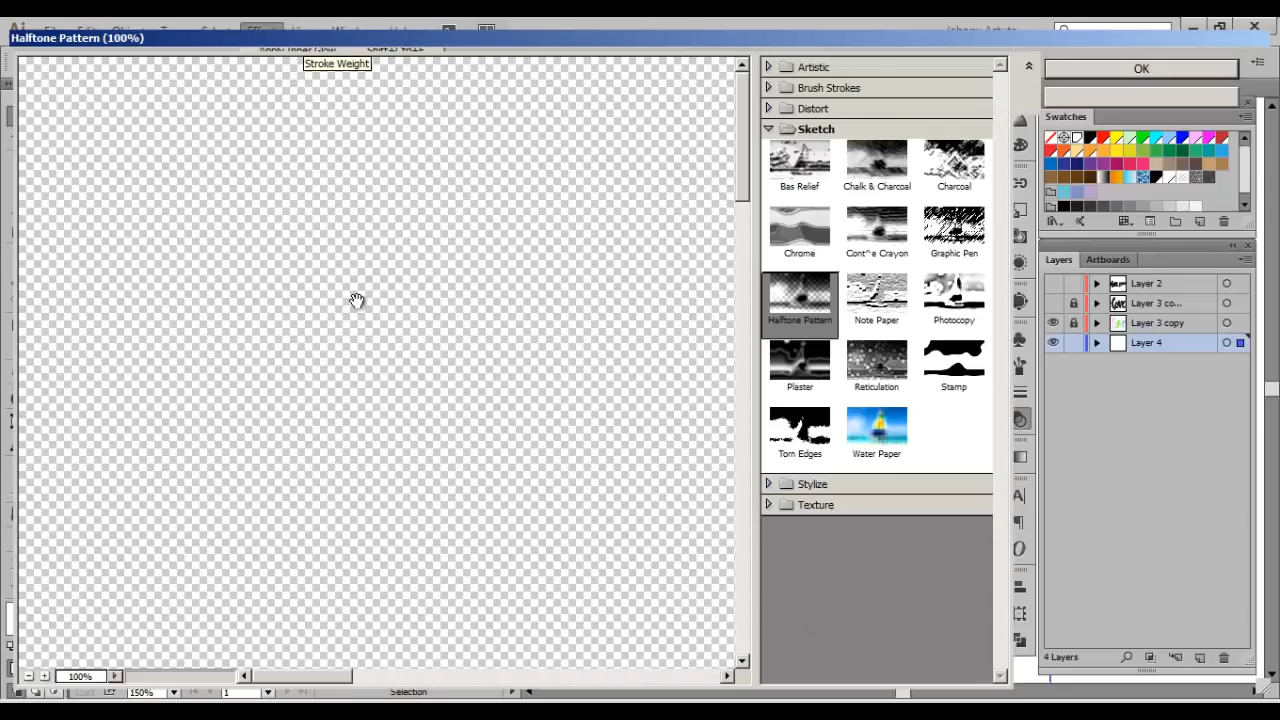 Halftone Pattern (100%)
Stroke Weight
Artistic
Brush Strokes
Distort
Sketch
Bas Relief
Chalk & Charcoal
Charcoal
Chrome
Cont^e Crayon
Graphic Pen
Halftone Pattern
Note Paper
Photocopy
Plaster
Reticulation
Stamp
Torn Edges
Water Paper
Stylize
Texture
OK
Swatches
Layers
Artboards
Layer 2
Layer 3 co...
Layer 3 copy
Layer 4
4 Layers
100%
150%
1
Selection